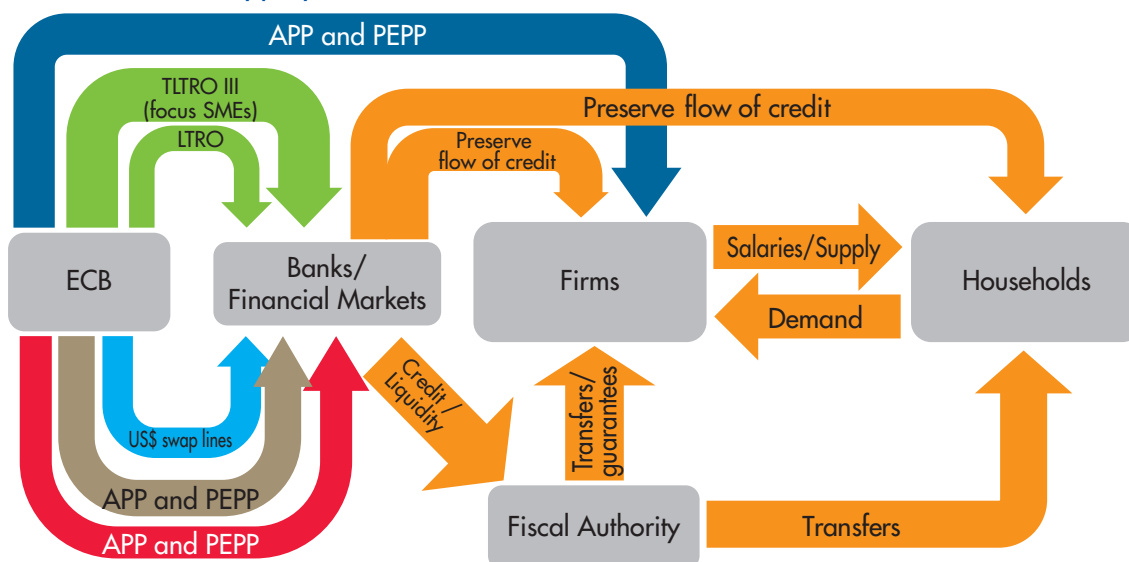 APP and PEPP
TLTRO III
(focus SMEs)
LTRO
Preserve flow of credit
Preserve
flow of credit
ECB
Banks/
Financial Markets
Firms
Salaries/Supply
Demand
Households
Credit /
Liquidity
Transfers/
guarantees
US$ swap lines
APP and PEPP
APP and PEPP
Fiscal Authority
Transfers